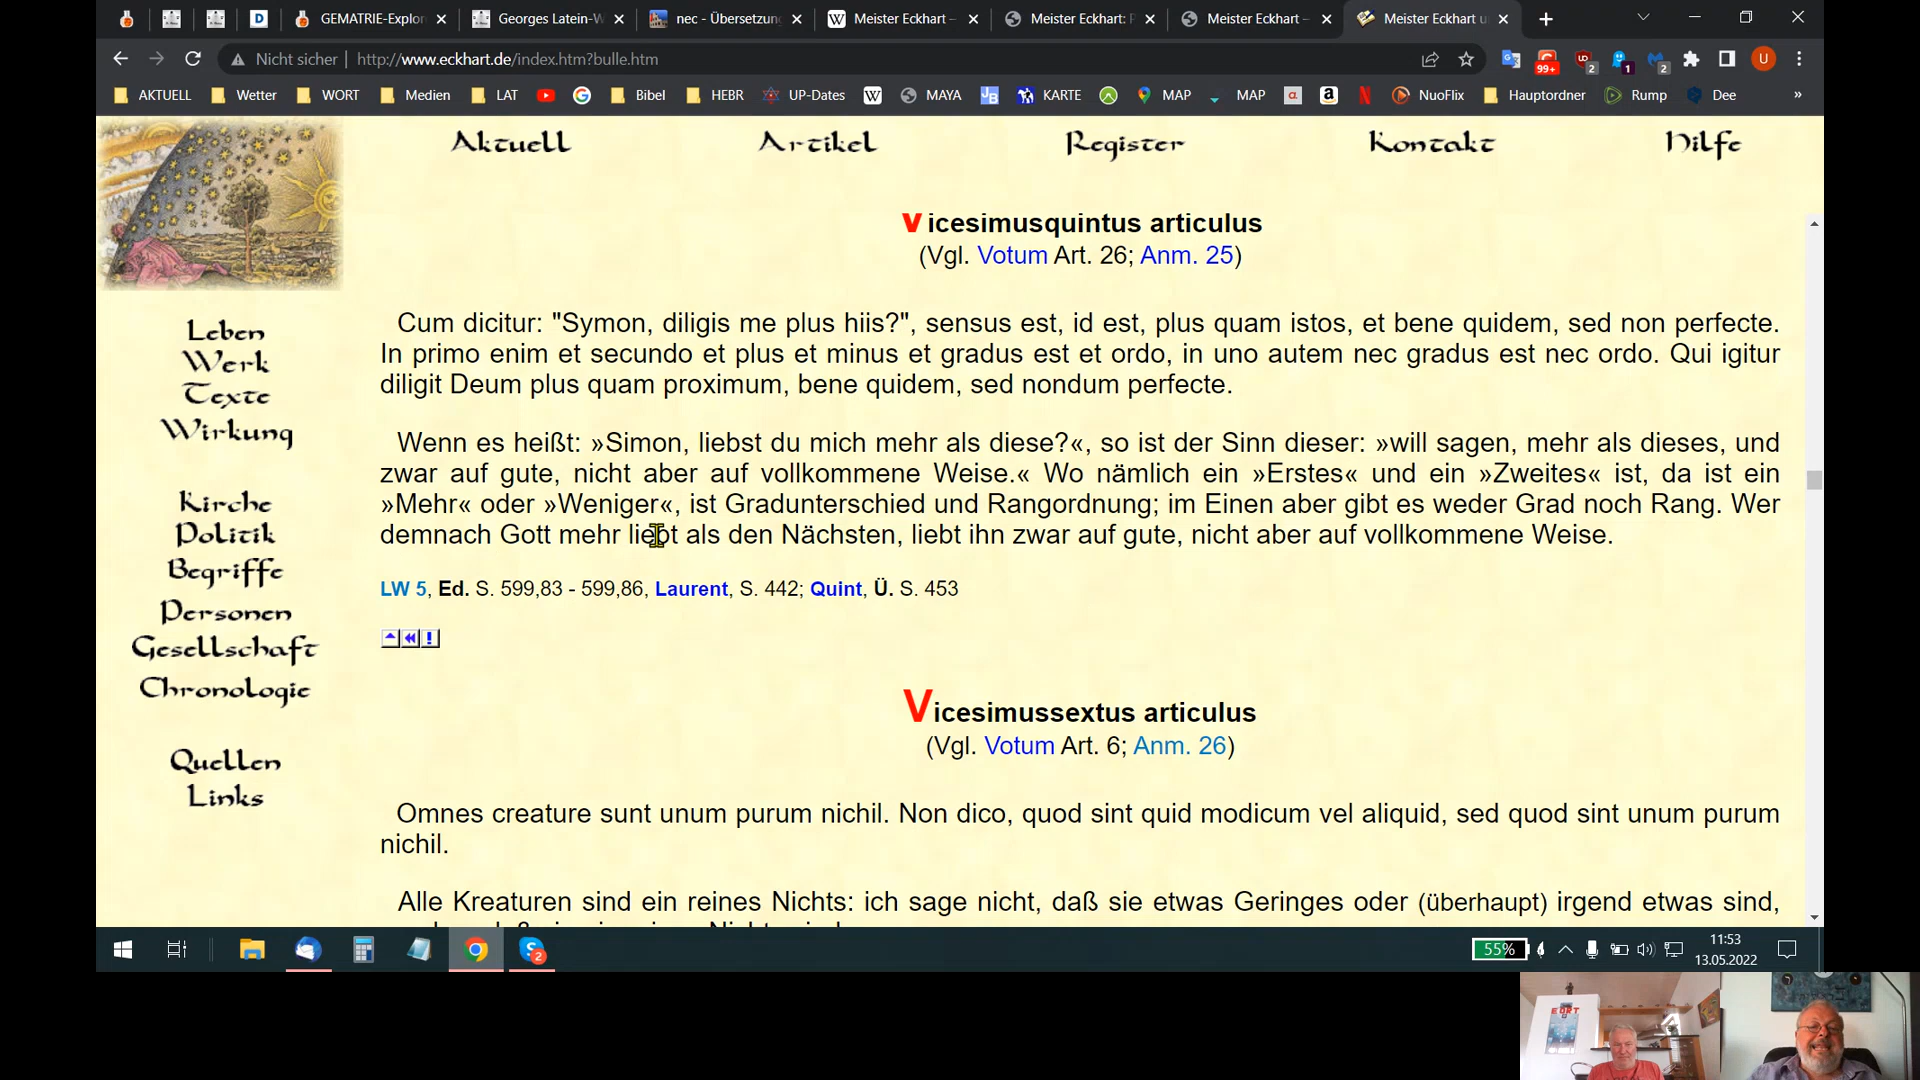 GEMATRIE-Explor
Georges Latein-W
nec - Übersetzun
Meister Eckhart –
Meister Eckhart: P
Meister Eckhart –
Meister Eckhart u
Nicht sicher
http://www.eckhart.de/index.htm?bulle.htm
99+
2
1
2
U
AKTUELL
Wetter
WORT
Medien
LAT
Bibel
HEBR
UP-Dates
MAYA
KARTE
MAP
MAP
NuoFlix
Hauptordner
Rump
Dee
»
Aktuell
Artikel
Register
Kontakt
Hilfe
Leben
Werk
Texte
Wirkung
Kirche
Politik
Begriffe
Personen
Gesellschaft
Chronologie
Quellen
Links
Vicesimusquintus articulus
(Vgl. Votum Art. 26; Anm. 25)
Cum dicitur: "Symon, diligis me plus hiis?", sensus est, id est, plus quam istos, et bene quidem, sed non perfecte.
In primo enim et secundo et plus et minus et gradus est et ordo, in uno autem nec gradus est nec ordo. Qui igitur
diligit Deum plus quam proximum, bene quidem, sed nondum perfecte.
Wenn es heißt: »Simon, liebst du mich mehr als diese?«, so ist der Sinn dieser: »will sagen, mehr als dieses, und
zwar auf gute, nicht aber auf vollkommene Weise.« Wo nämlich ein »Erstes« und ein »Zweites« ist, da ist ein
»Mehr« oder »Weniger«, ist Gradunterschied und Rangordnung; im Einen aber gibt es weder Grad noch Rang. Wer
demnach Gott mehr liebt als den Nächsten, liebt ihn zwar auf gute, nicht aber auf vollkommene Weise.
LW 5, Ed. S. 599,83 - 599,86, Laurent, S. 442; Quint, Ü. S. 453
Vicesimussextus articulus
(Vgl. Votum Art. 6; Anm. 26)
Omnes creature sunt unum purum nichil. Non dico, quod sint quid modicum vel aliquid, sed quod sint unum purum
nichil.
Alle Kreaturen sind ein reines Nichts: ich sage nicht, daß sie etwas Geringes oder (überhaupt) irgend etwas sind,
2
55%
11:53
13.05.2022